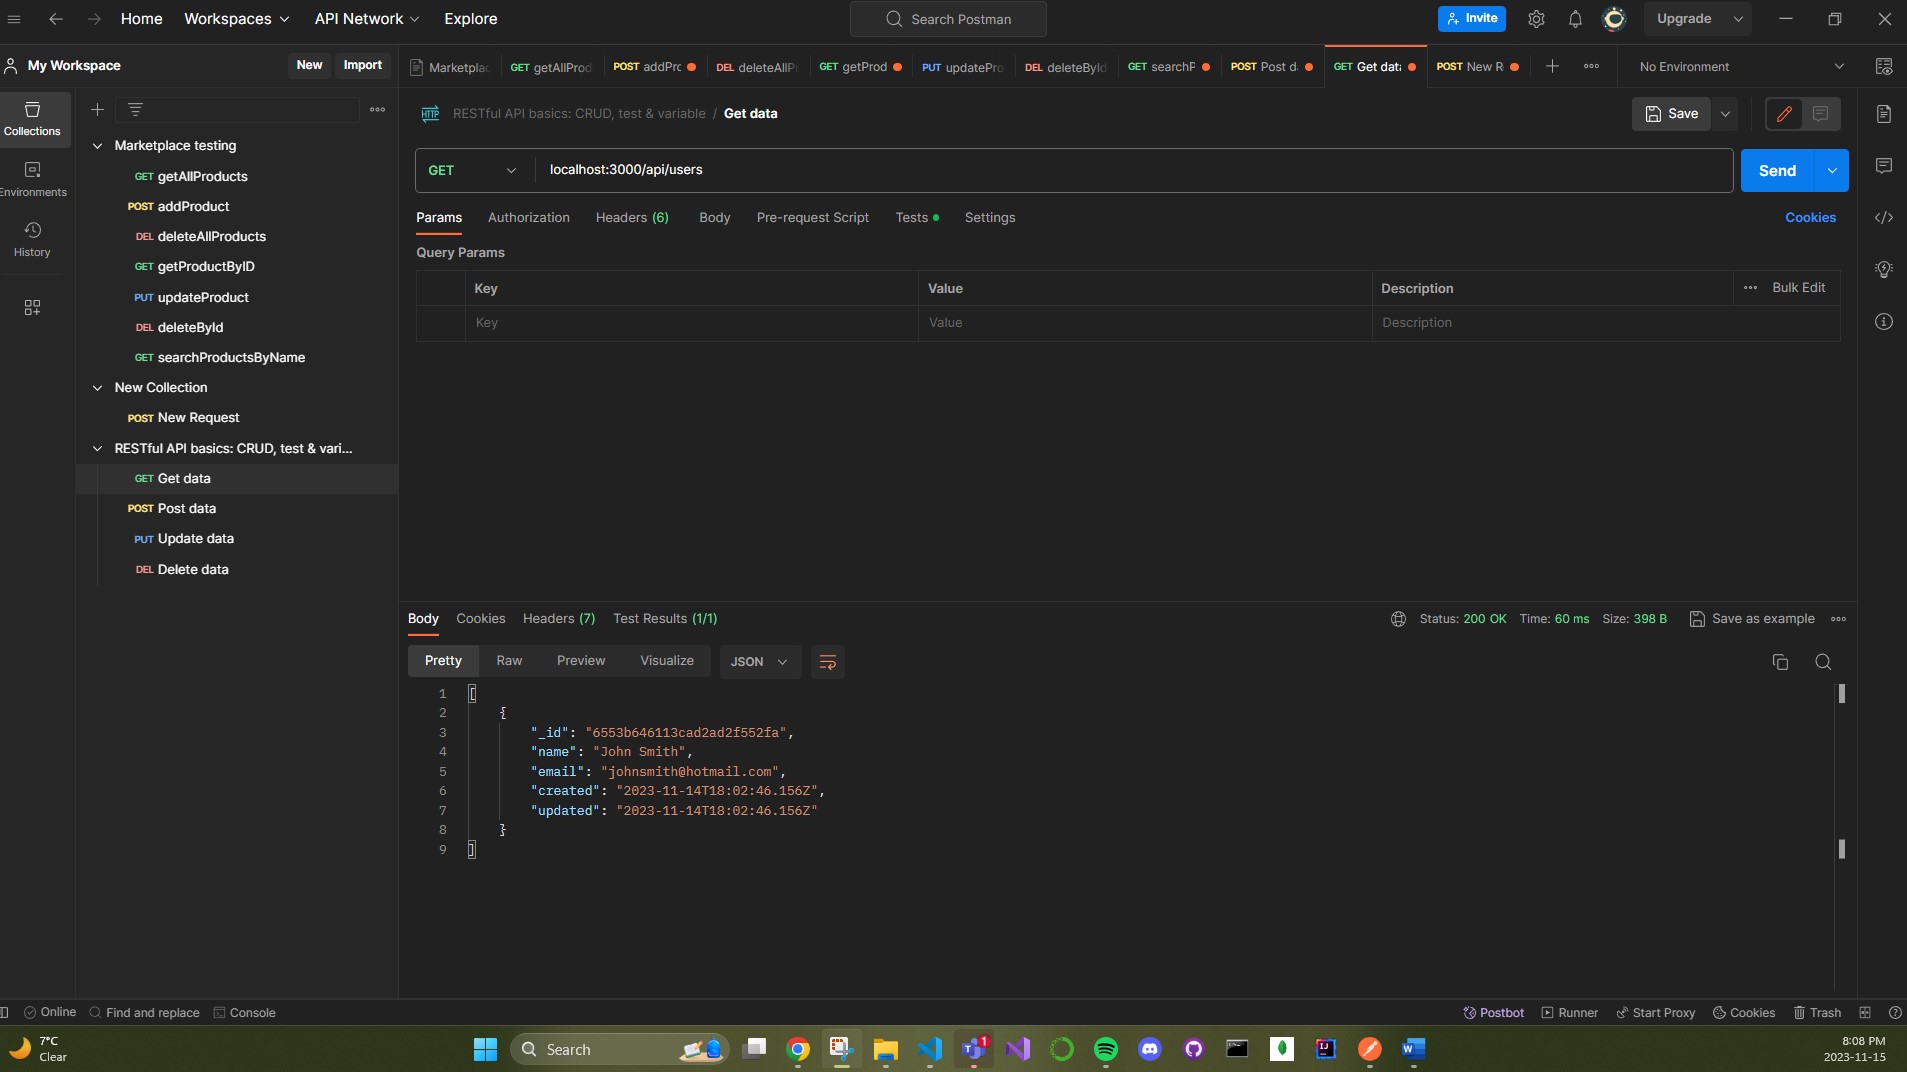 Home Workspaces API Network Explore Search Postman Invite Upgrade
My Workspace New Import
Marketplac GET getAllProd POST addPrc DEL deleteAllP GET getProd PUT updatePro DEL deleteById GET searchP POST Post d GET Get data POST New R No Environment
Collections
Environments
History
Marketplace testing
GET getAllProducts
POST addProduct
DEL deleteAllProducts
GET getProductByID
PUT updateProduct
DEL deleteById
GET searchProductsByName
New Collection
POST New Request
RESTful API basics: CRUD, test & vari...
GET Get data
POST Post data
PUT Update data
DEL Delete data
HTTP RESTful API basics: CRUD, test & variable / Get data Save
GET localhost:3000/api/users Send
Params Authorization Headers (6) Body Pre-request Script Tests Settings Cookies
Query Params
Key Value Description Bulk Edit
Key Value Description
Body Cookies Headers (7) Test Results (1/1) Status: 200 OK Time: 60 ms Size: 398 B Save as example
Pretty Raw Preview Visualize JSON
1 [
2 {
3 "_id": "6553b646113cad2ad2f552fa",
4 "name": "John Smith",
5 "email": "johnsmith@hotmail.com",
6 "created": "2023-11-14T18:02:46.156Z",
7 "updated": "2023-11-14T18:02:46.156Z"
8 }
9 ]
Online Find and replace Console Postbot Runner Start Proxy Cookies Trash
7°C
Clear
Search
1
8:08 PM
2023-11-15